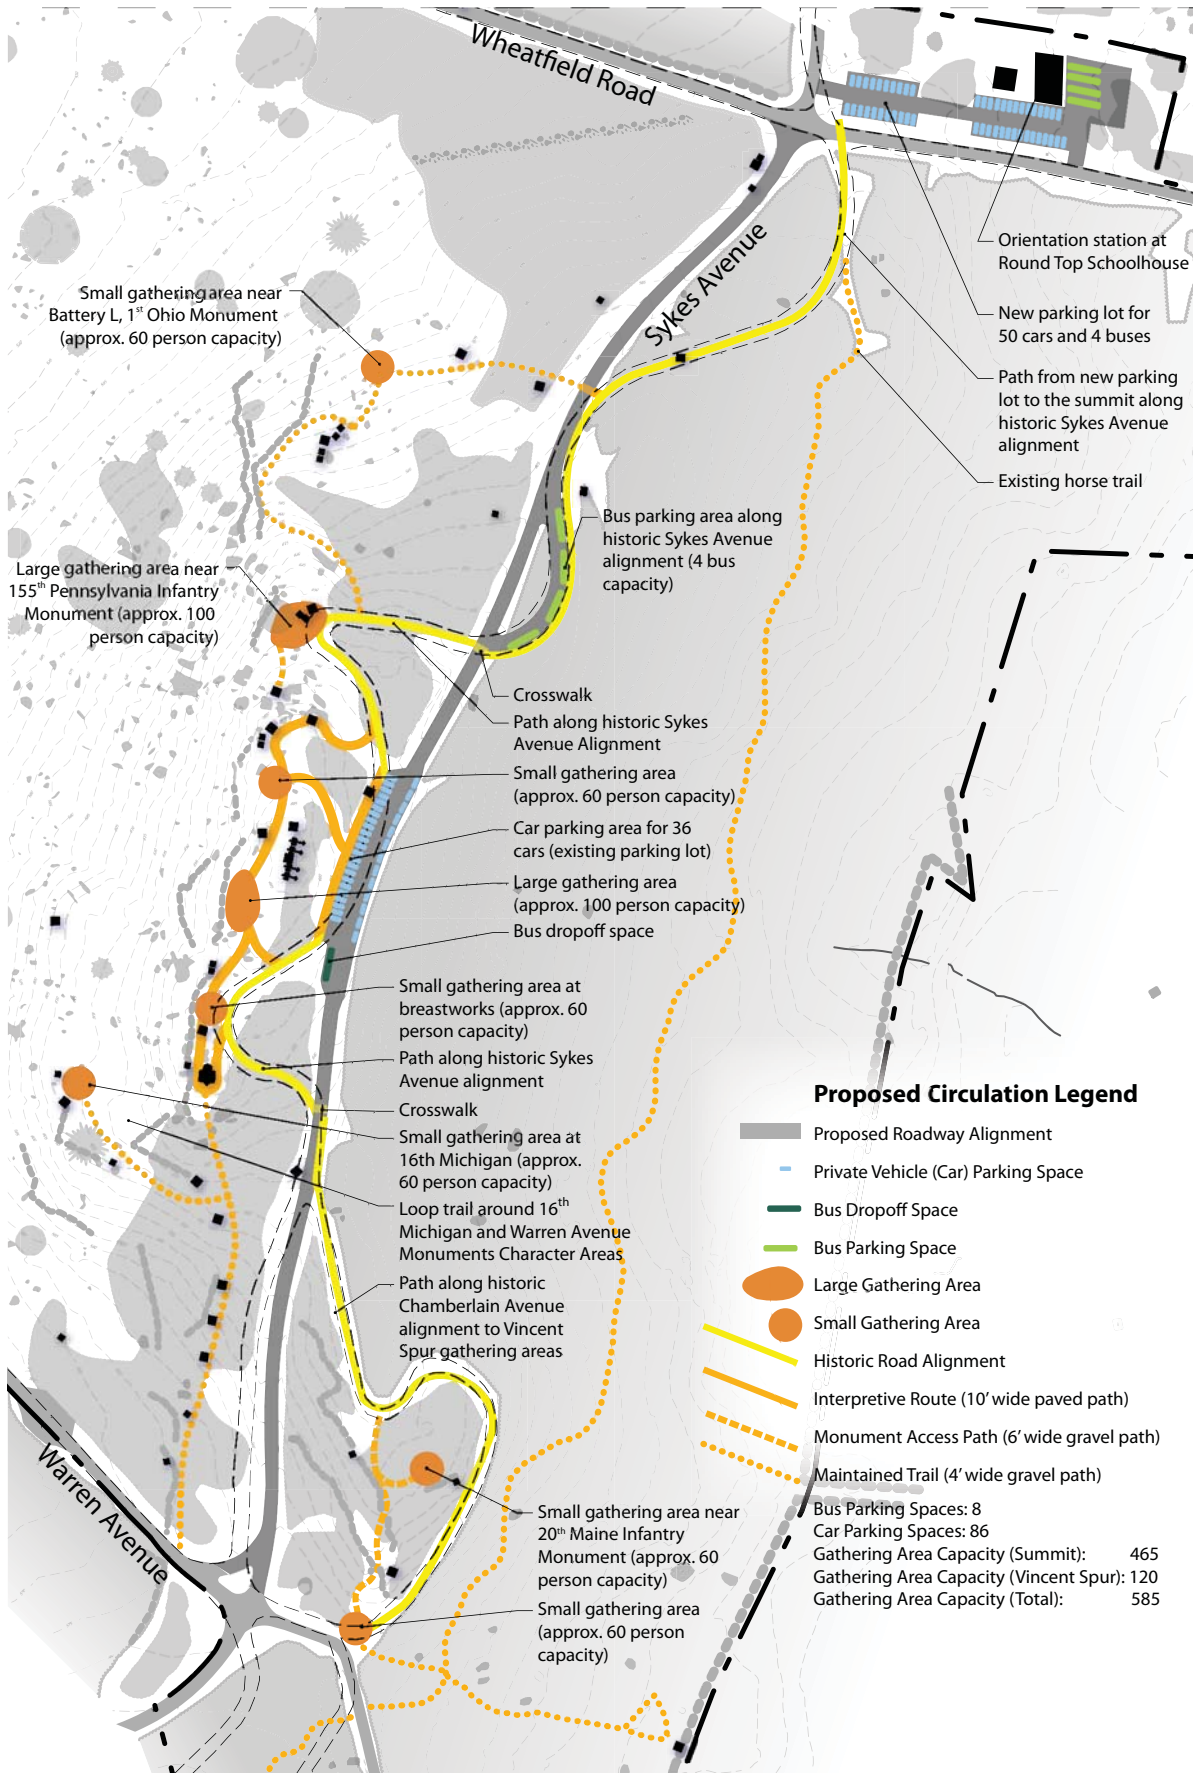 Wheatfield Road
Sykes Avenue
Orientation station at
Round Top Schoolhouse
New parking lot for
50 cars and 4 buses
Path from new parking
lot to the summit along
historic Sykes Avenue
alignment
Existing horse trail
Small gathering area near
Battery L, 1st Ohio Monument
(approx. 60 person capacity)
Bus parking area along
historic Sykes Avenue
alignment (4 bus
capacity)
Large gathering area near
155th Pennsylvania Infantry
Monument (approx. 100
person capacity)
Crosswalk
Path along historic Sykes
Avenue Alignment
Small gathering area
(approx. 60 person capacity)
Car parking area for 36
cars (existing parking lot)
Large gathering area
(approx. 100 person capacity)
Bus dropoff space
Small gathering area at
breastworks (approx. 60
person capacity)
Path along historic Sykes
Avenue alignment
Crosswalk
Small gathering area at
16th Michigan (approx.
60 person capacity)
Loop trail around 16th
Michigan and Warren Avenue
Monuments Character Areas
Path along historic
Chamberlain Avenue
alignment to Vincent
Spur gathering areas
Warren Avenue
Small gathering area near
20th Maine Infantry
Monument (approx. 60
person capacity)
Small gathering area
(approx. 60 person
capacity)
Proposed Circulation Legend
Proposed Roadway Alignment
Private Vehicle (Car) Parking Space
Bus Dropoff Space
Bus Parking Space
Large Gathering Area
Small Gathering Area
Historic Road Alignment
Interpretive Route (10' wide paved path)
Monument Access Path (6' wide gravel path)
Maintained Trail (4' wide gravel path)
Bus Parking Spaces: 8
Car Parking Spaces: 86
Gathering Area Capacity (Summit): 465
Gathering Area Capacity (Vincent Spur): 120
Gathering Area Capacity (Total): 585